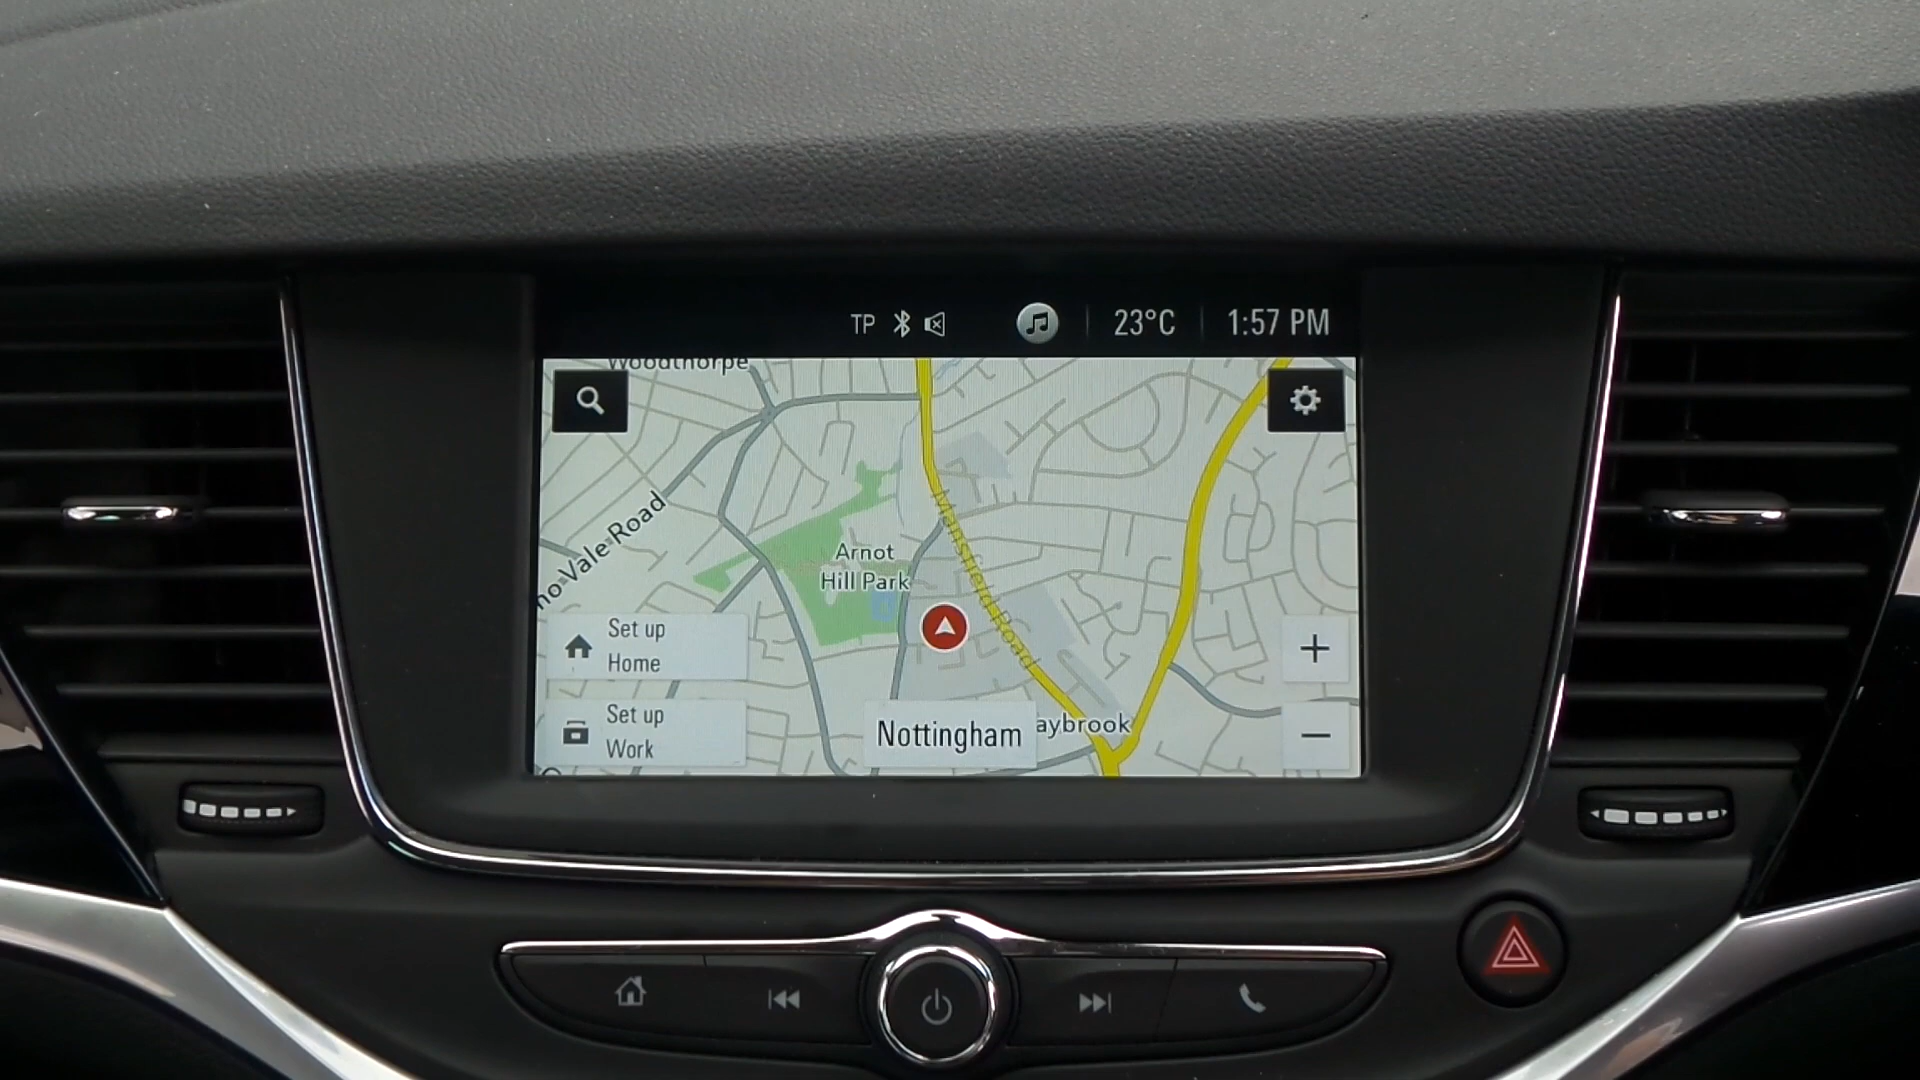 TP 23°C 1:57 PM
Woodthorpe
Vale Road
Mansfield Road
Arnot
Hill Park
Set up
Home
Set up
Work
Nottingham
aybrook